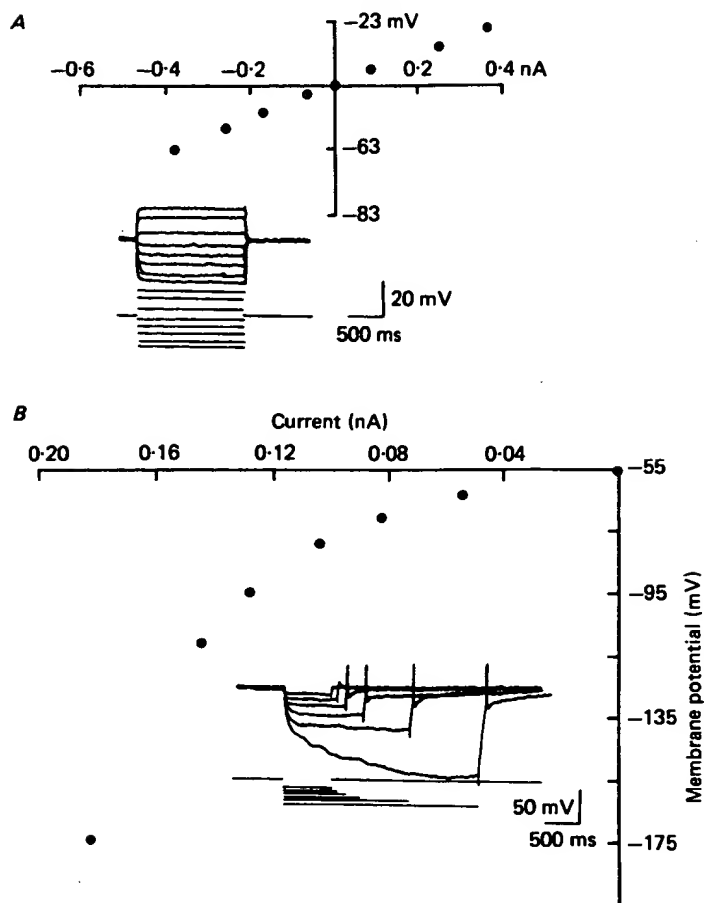 A
−23 mV
−0·6 −0·4 −0·2 0·2 0·4 nA
−63
−83
20 mV
500 ms
B
Current (nA)
0·20 0·16 0·12 0·08 0·04
−55
−95
−135
−175
Membrane potential (mV)
50 mV
500 ms